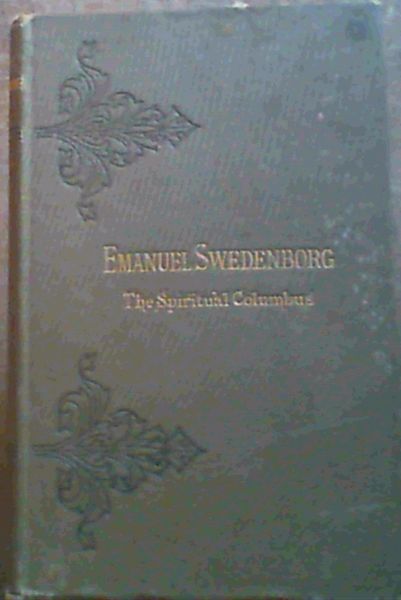 EMANUEL SWEDENBORG
The Spiritual Columbus